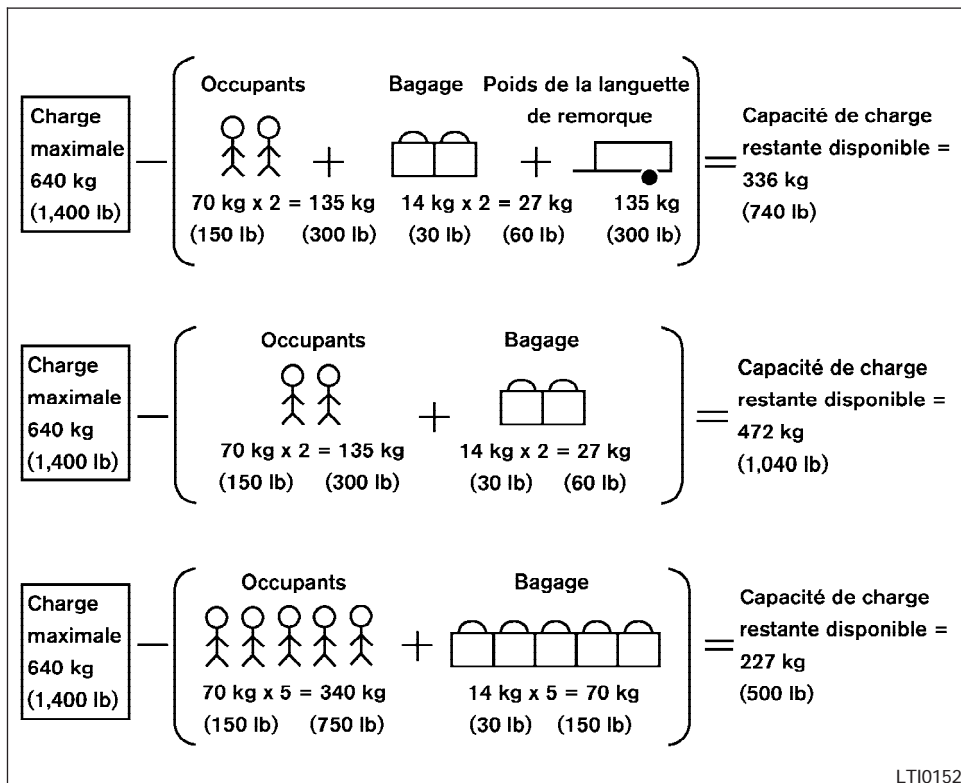 Charge
maximale
640 kg
(1,400 lb)
Occupants
Bagage
Poids de la languette
de remorque
70 kg x 2 = 135 kg
(150 lb) (300 lb)
14 kg x 2 = 27 kg
(30 lb) (60 lb)
135 kg
(300 lb)
Capacité de charge
restante disponible =
336 kg
(740 lb)
Charge
maximale
640 kg
(1,400 lb)
Occupants
Bagage
70 kg x 2 = 135 kg
(150 lb) (300 lb)
14 kg x 2 = 27 kg
(30 lb) (60 lb)
Capacité de charge
restante disponible =
472 kg
(1,040 lb)
Charge
maximale
640 kg
(1,400 lb)
Occupants
Bagage
70 kg x 5 = 340 kg
(150 lb) (750 lb)
14 kg x 5 = 70 kg
(30 lb) (150 lb)
Capacité de charge
restante disponible =
227 kg
(500 lb)
LTI0152